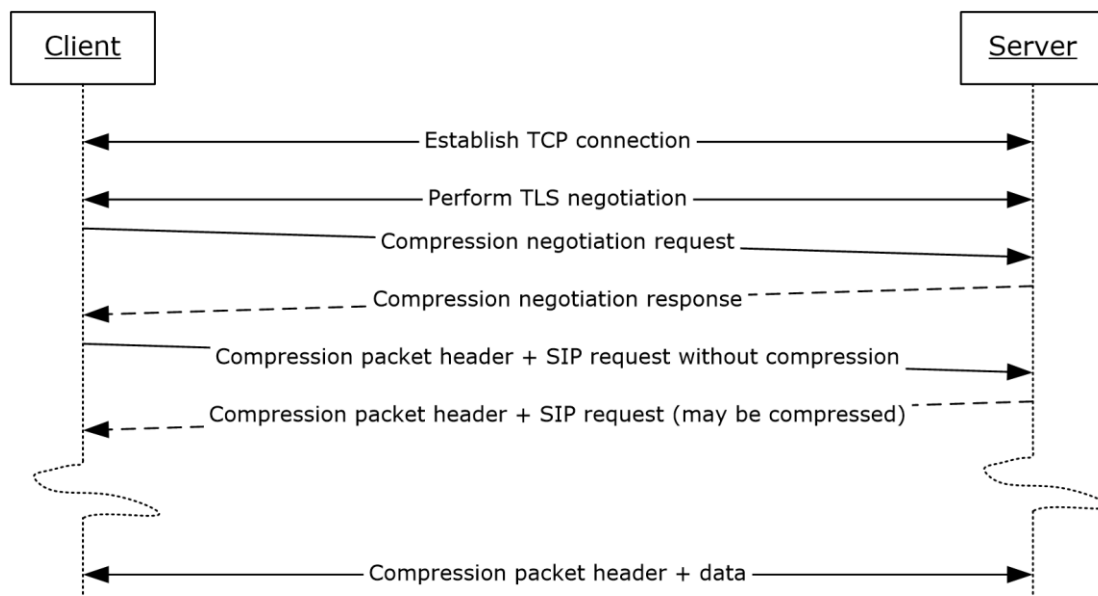 Client
Server
Establish TCP connection
Perform TLS negotiation
Compression negotiation request
Compression negotiation response
Compression packet header + SIP request without compression
Compression packet header + SIP request (may be compressed)
Compression packet header + data